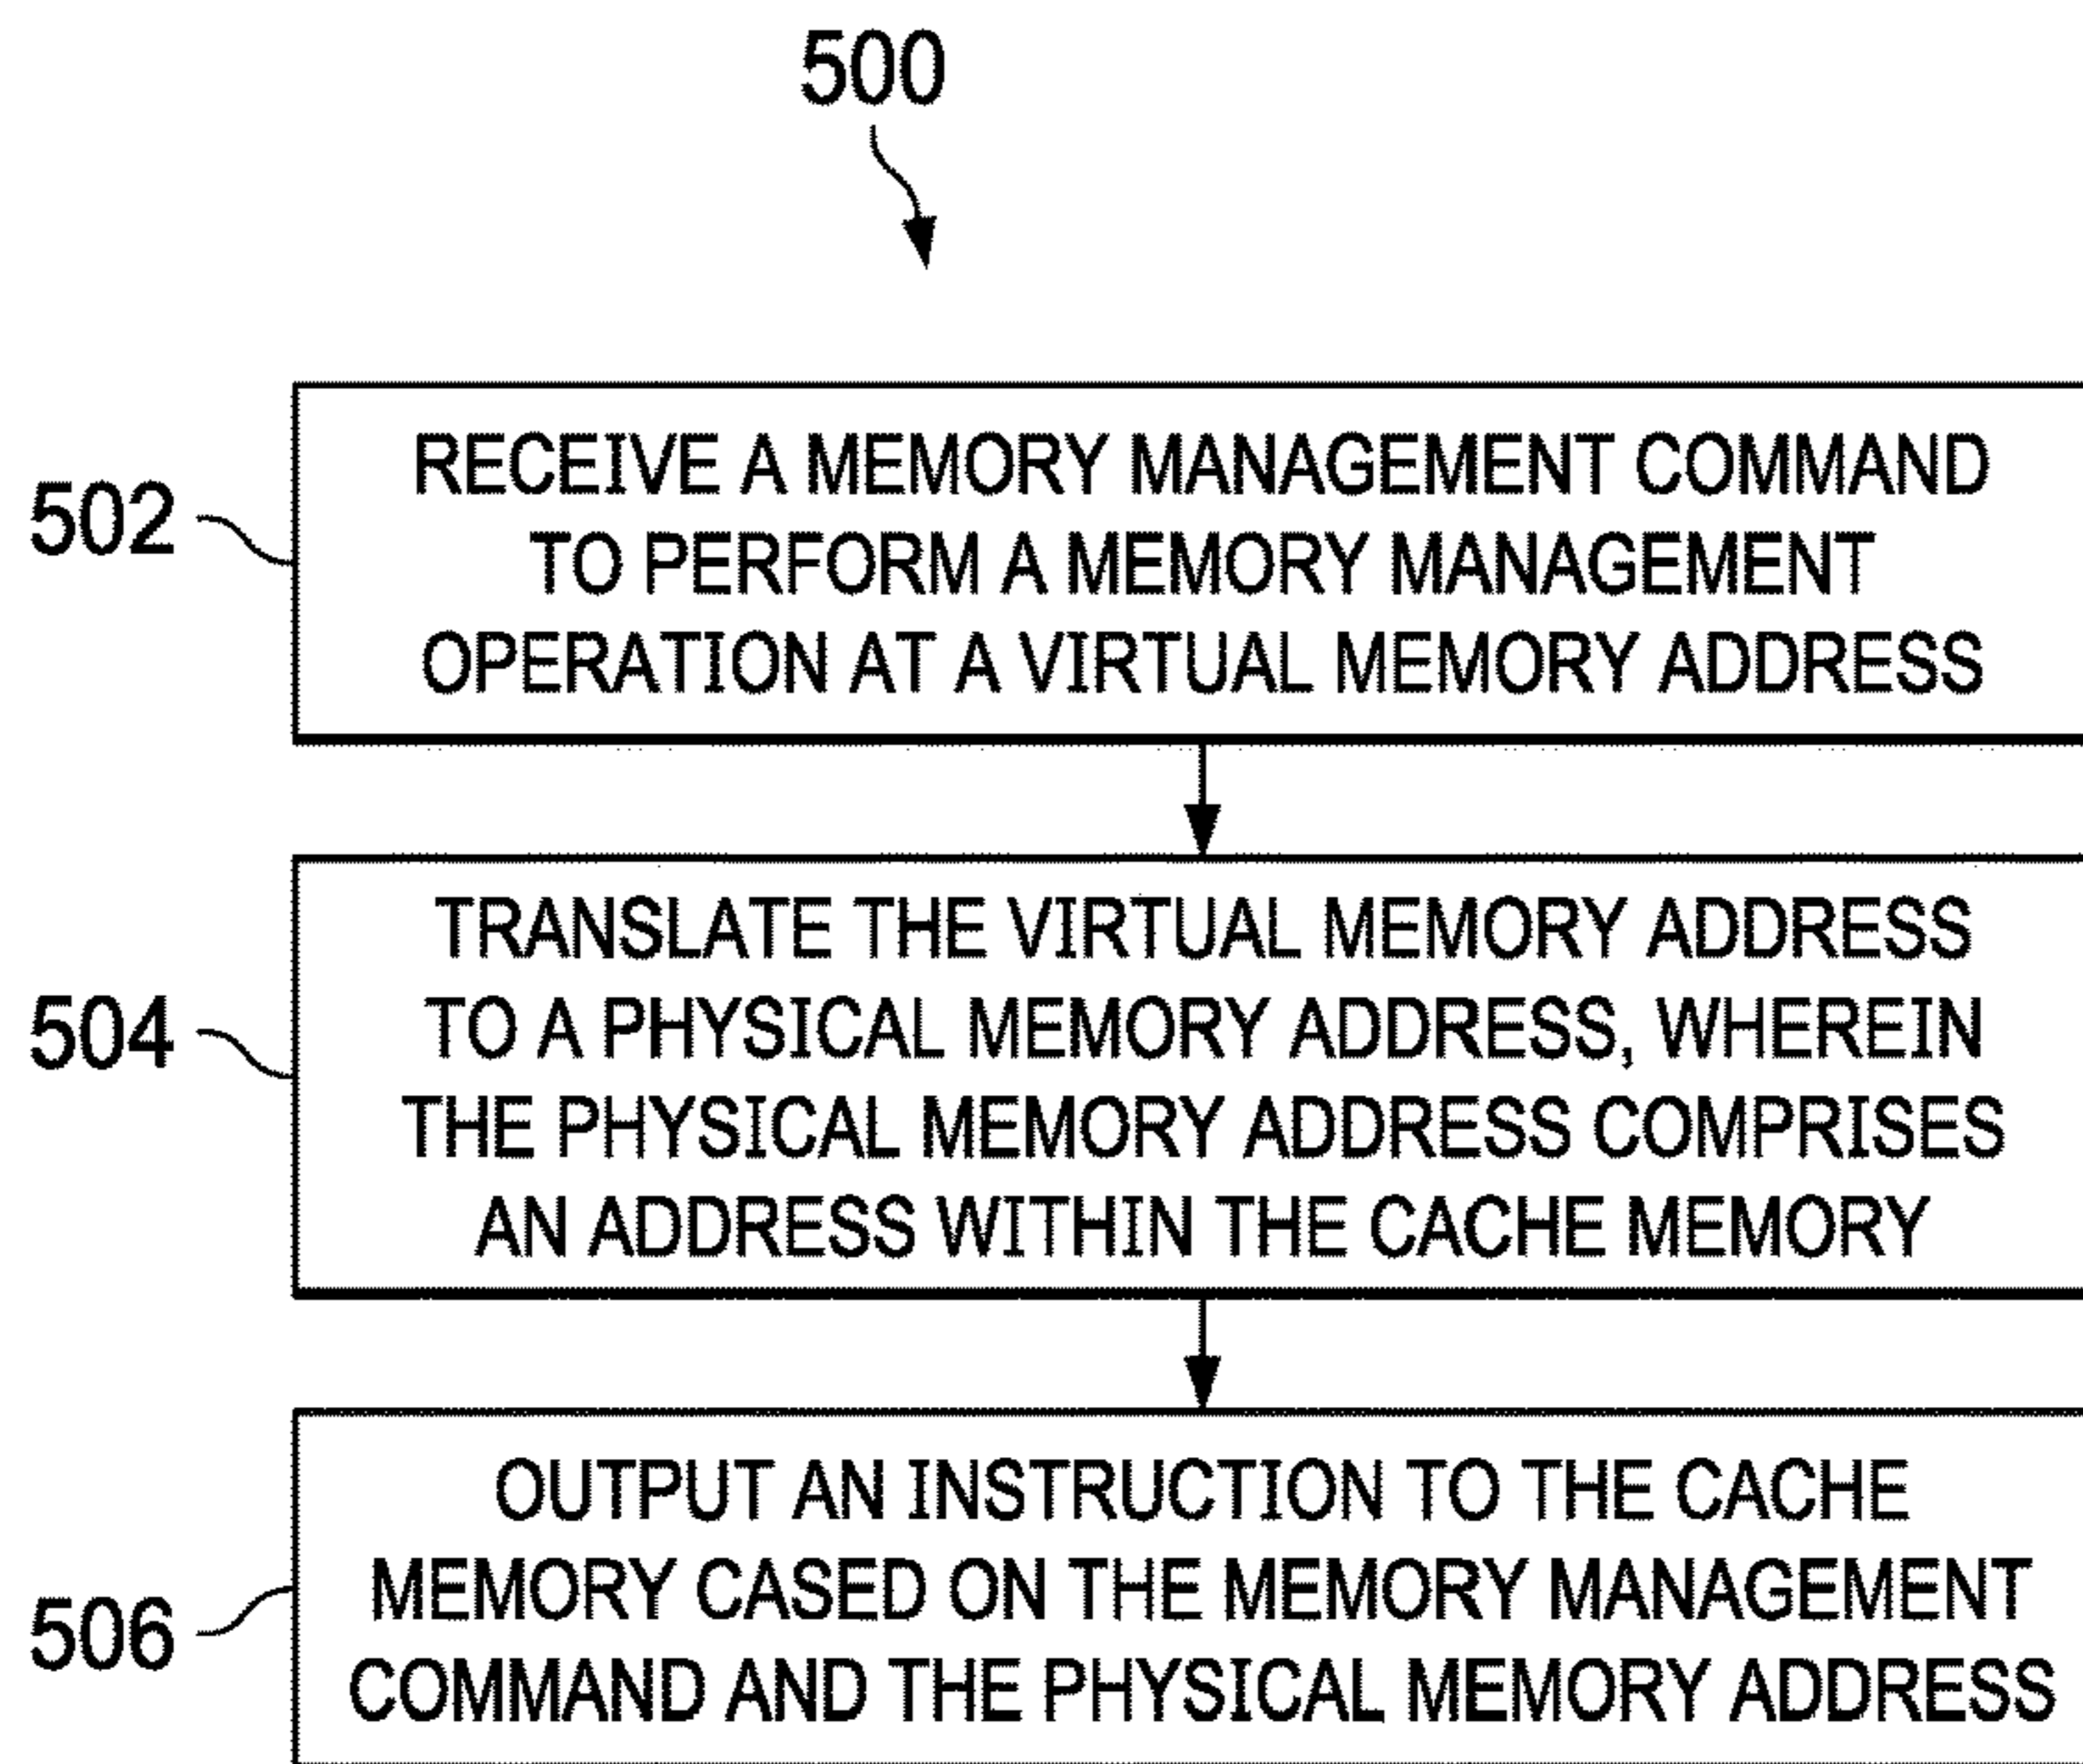 500
502
RECEIVE A MEMORY MANAGEMENT COMMAND
TO PERFORM A MEMORY MANAGEMENT
OPERATION AT A VIRTUAL MEMORY ADDRESS
504
TRANSLATE THE VIRTUAL MEMORY ADDRESS
TO A PHYSICAL MEMORY ADDRESS, WHEREIN
THE PHYSICAL MEMORY ADDRESS COMPRISES
AN ADDRESS WITHIN THE CACHE MEMORY
506
OUTPUT AN INSTRUCTION TO THE CACHE
MEMORY CASED ON THE MEMORY MANAGEMENT
COMMAND AND THE PHYSICAL MEMORY ADDRESS